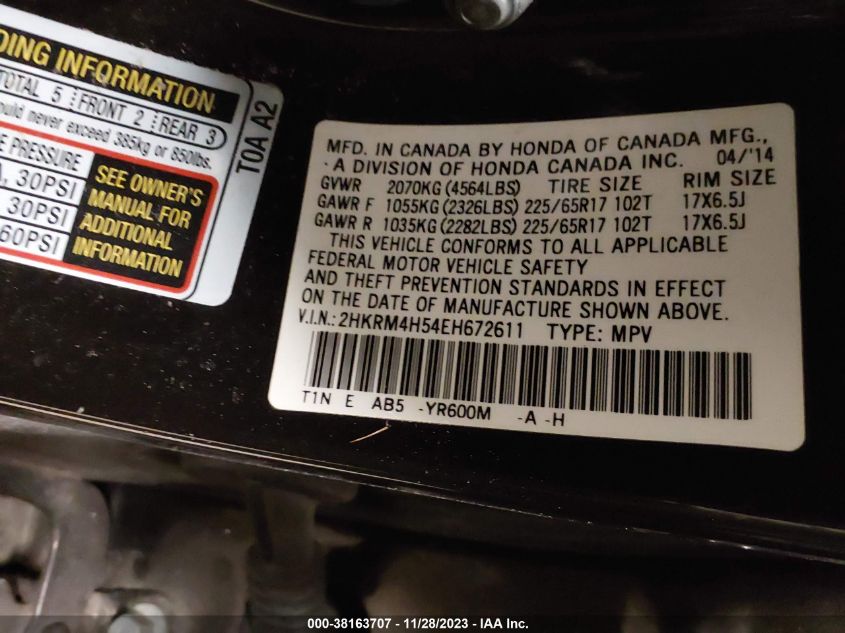 DING INFORMATION
TOTAL 5 FRONT 2 REAR 3
should never exceed 385kg or 850lbs.
PRESSURE
30PSI
30PSI
60PSI
SEE OWNER'S
MANUAL FOR
ADDITIONAL
INFORMATION
T0A A2
MFD. IN CANADA BY HONDA OF CANADA MFG.,
A DIVISION OF HONDA CANADA INC. 04/'14
GVWR 2070KG (4564LBS) TIRE SIZE RIM SIZE
GAWR F 1055KG (2326LBS) 225/65R17 102T 17X6.5J
GAWR R 1035KG (2282LBS) 225/65R17 102T 17X6.5J
THIS VEHICLE CONFORMS TO ALL APPLICABLE
FEDERAL MOTOR VEHICLE SAFETY
AND THEFT PREVENTION STANDARDS IN EFFECT
ON THE DATE OF MANUFACTURE SHOWN ABOVE.
V.I.N.: 2HKRM4H54EH672611 TYPE: MPV
T1N E AB5 -YR600M -A -H
000-38163707 - 11/28/2023 - IAA Inc.